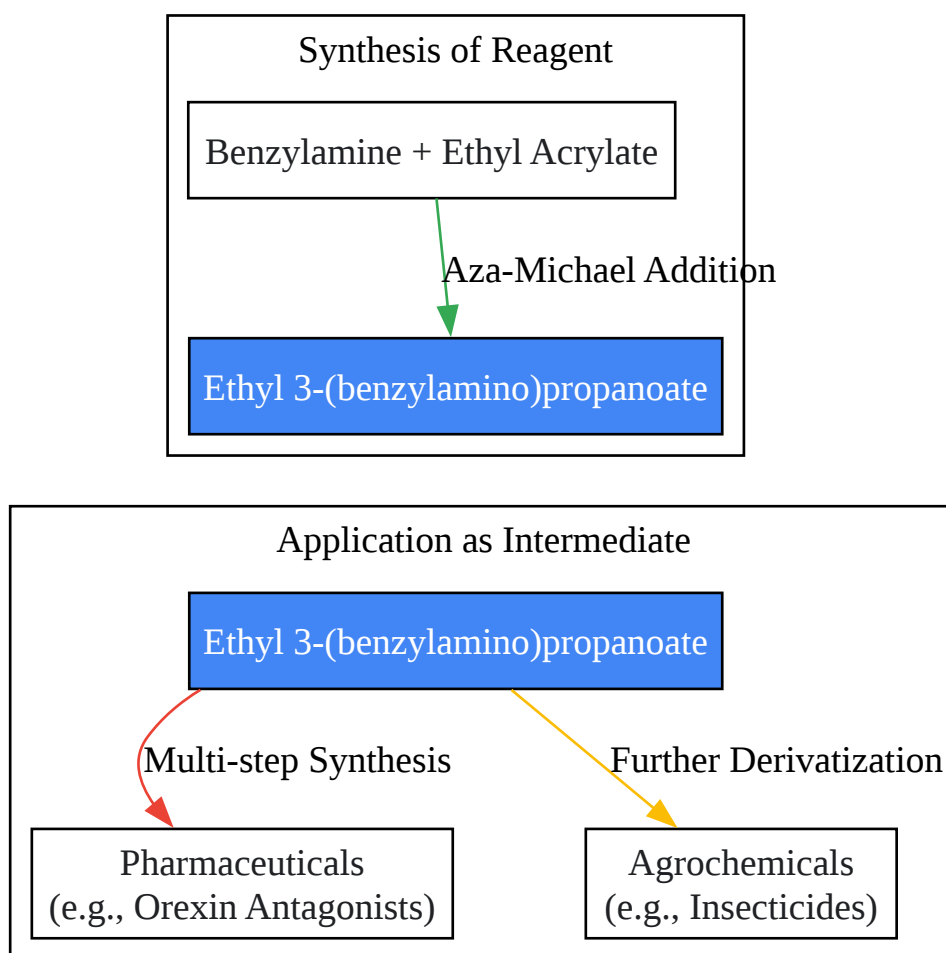 Synthesis of Reagent
Benzylamine + Ethyl Acrylate
Aza-Michael Addition
Ethyl 3-(benzylamino)propanoate
Application as Intermediate
Ethyl 3-(benzylamino)propanoate
Multi-step Synthesis
Further Derivatization
Pharmaceuticals
(e.g., Orexin Antagonists)
Agrochemicals
(e.g., Insecticides)